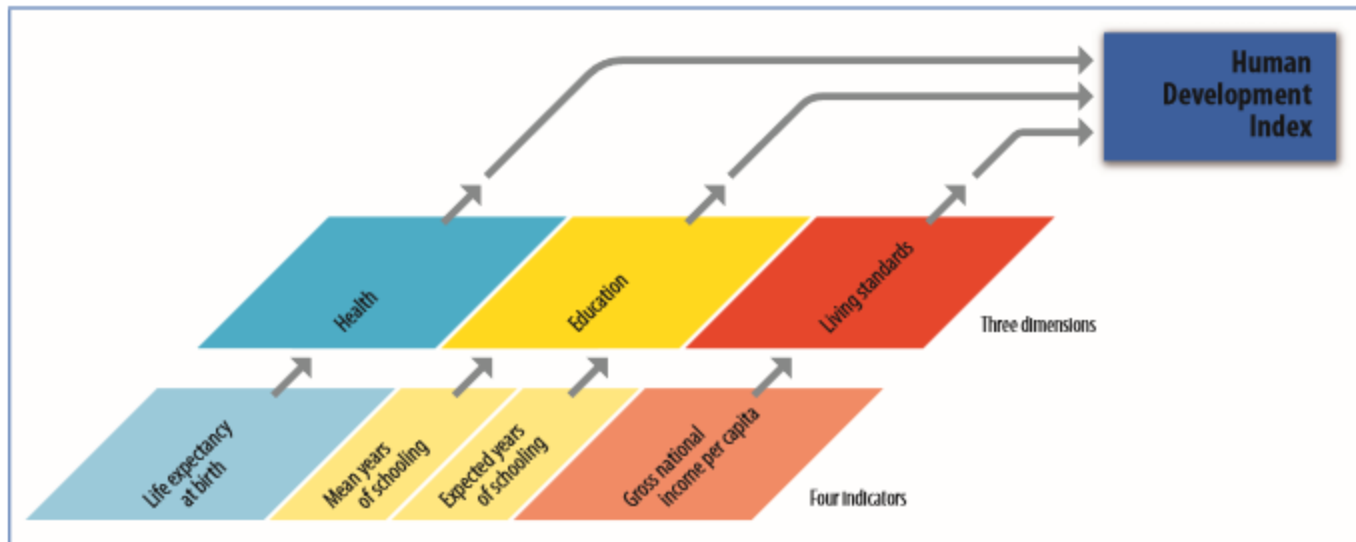 Human
Development
Index
Health
Education
Living standards
Three dimensions
Life expectancy
at birth
Mean years
of schooling
Expected years
of schooling
Gross national
income per capita
Four indicators